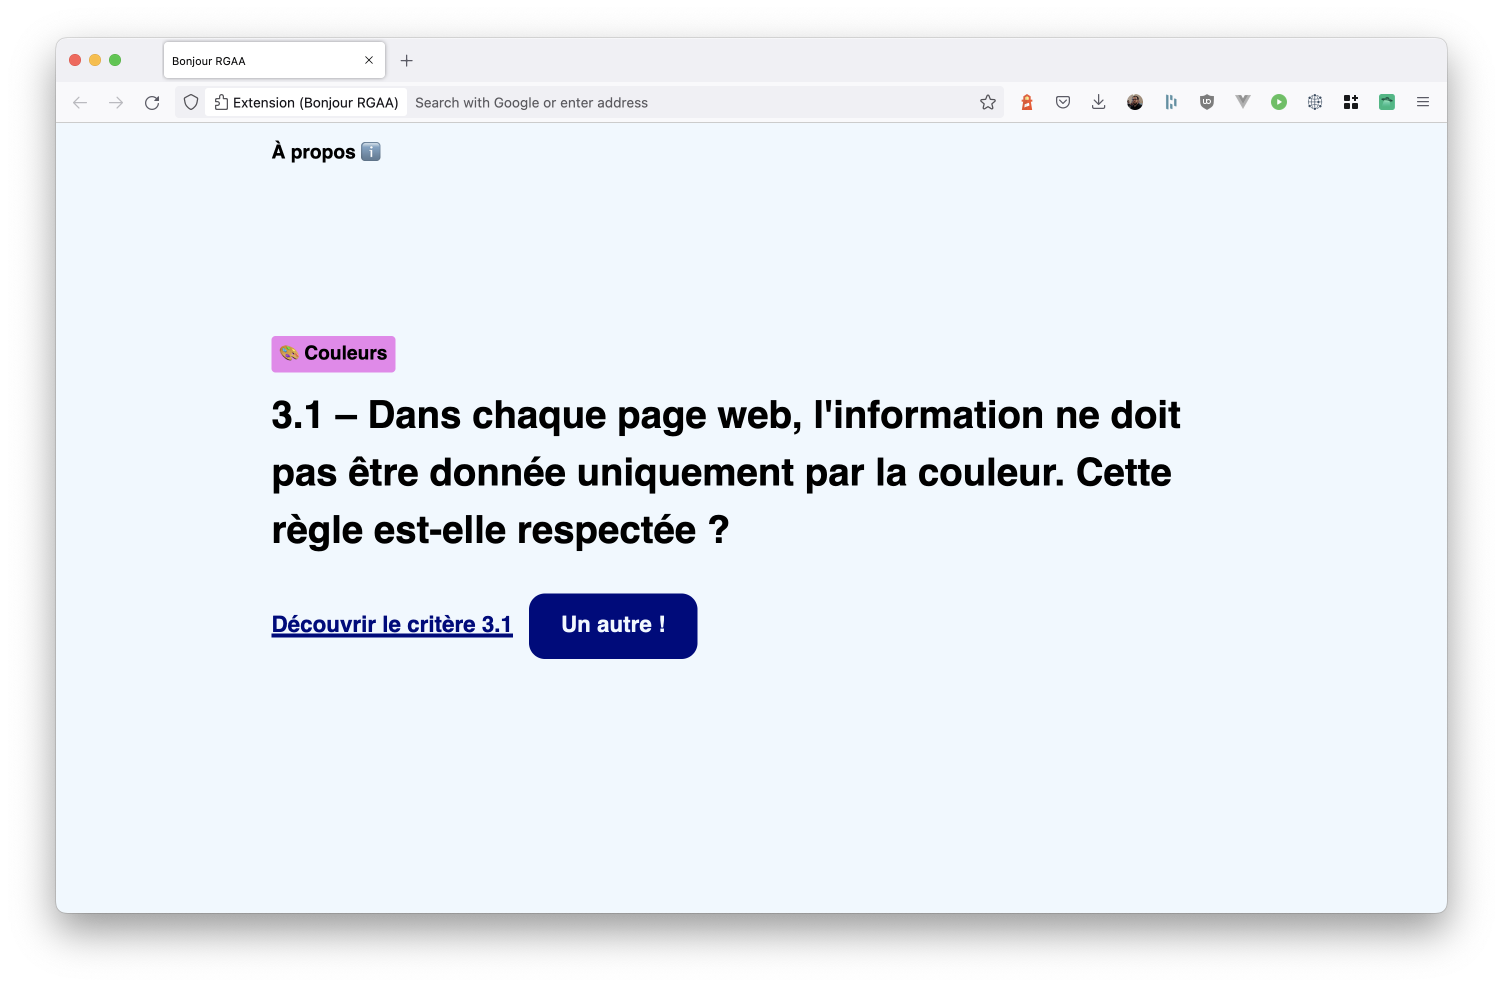 Bonjour RGAA
Extension (Bonjour RGAA) Search with Google or enter address
À propos ℹ️
🎨 Couleurs
3.1 – Dans chaque page web, l'information ne doit
pas être donnée uniquement par la couleur. Cette
règle est-elle respectée ?
Découvrir le critère 3.1
Un autre !